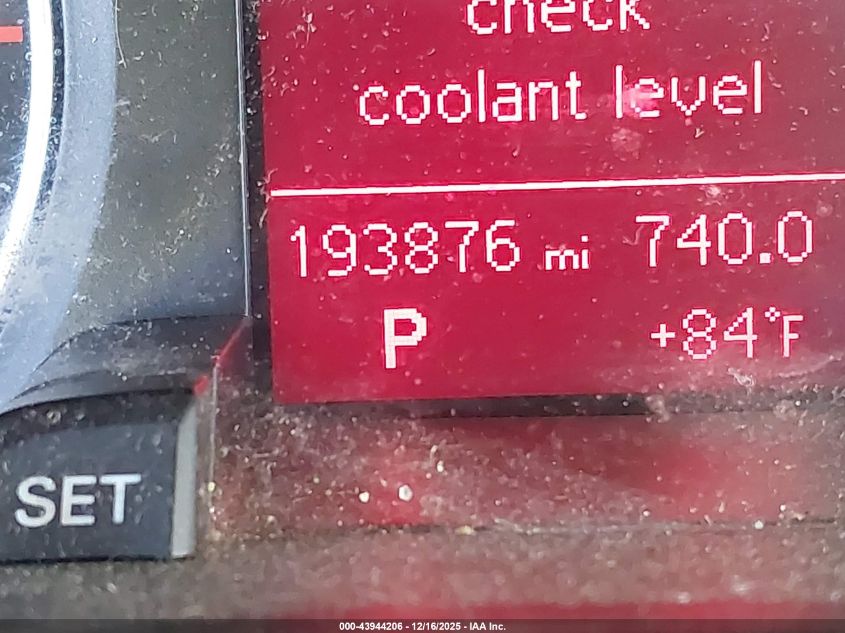 check
coolant level
193876 mi 740.0
P +84°F
SET
000-43944206 - 12/16/2025 - IAA Inc.